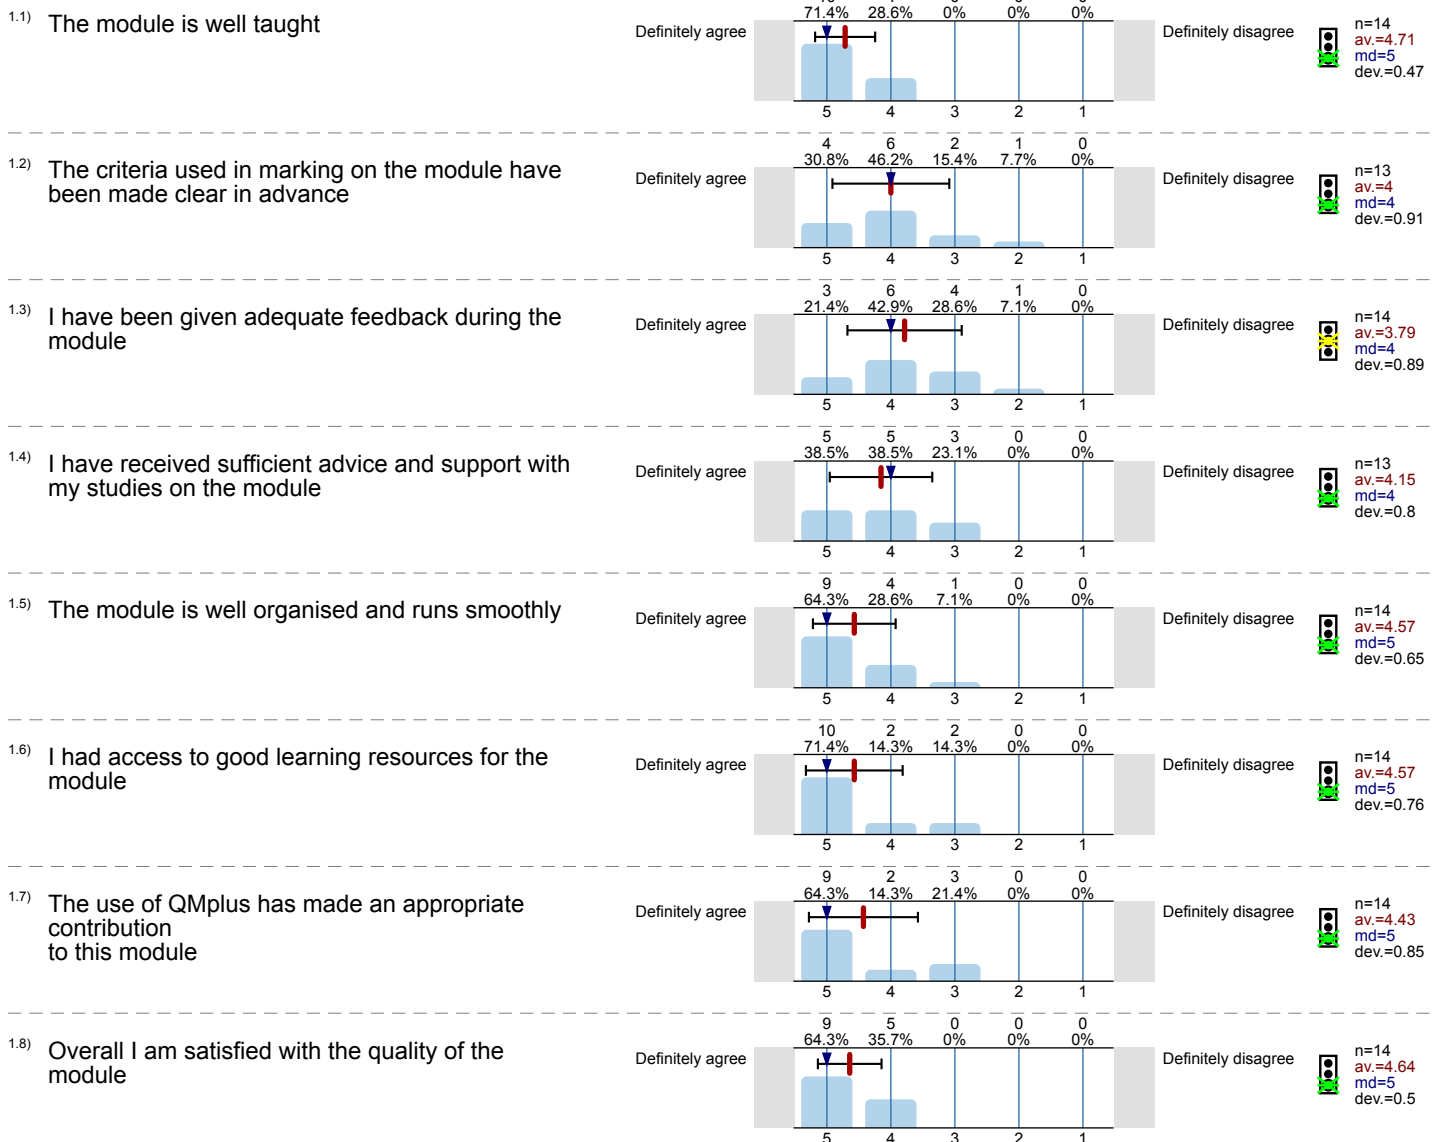 71.4% 28.6% 0% 0% 0%
1.1) The module is well taught
Definitely agree
Definitely disagree
5 4 3 2 1
n=14
av.=4.71
md=5
dev.=0.47
4 6 2 1 0
30.8% 46.2% 15.4% 7.7% 0%
1.2) The criteria used in marking on the module have
been made clear in advance
Definitely agree
Definitely disagree
5 4 3 2 1
n=13
av.=4
md=4
dev.=0.91
3 6 4 1 0
21.4% 42.9% 28.6% 7.1% 0%
1.3) I have been given adequate feedback during the
module
Definitely agree
Definitely disagree
5 4 3 2 1
n=14
av.=3.79
md=4
dev.=0.89
5 5 3 0 0
38.5% 38.5% 23.1% 0% 0%
1.4) I have received sufficient advice and support with
my studies on the module
Definitely agree
Definitely disagree
5 4 3 2 1
n=13
av.=4.15
md=4
dev.=0.8
9 4 1 0 0
64.3% 28.6% 7.1% 0% 0%
1.5) The module is well organised and runs smoothly
Definitely agree
Definitely disagree
5 4 3 2 1
n=14
av.=4.57
md=5
dev.=0.65
10 2 2 0 0
71.4% 14.3% 14.3% 0% 0%
1.6) I had access to good learning resources for the
module
Definitely agree
Definitely disagree
5 4 3 2 1
n=14
av.=4.57
md=5
dev.=0.76
9 2 3 0 0
64.3% 14.3% 21.4% 0% 0%
1.7) The use of QMplus has made an appropriate
contribution
to this module
Definitely agree
Definitely disagree
5 4 3 2 1
n=14
av.=4.43
md=5
dev.=0.85
9 5 0 0 0
64.3% 35.7% 0% 0% 0%
1.8) Overall I am satisfied with the quality of the
module
Definitely agree
Definitely disagree
5 4 3 2 1
n=14
av.=4.64
md=5
dev.=0.5